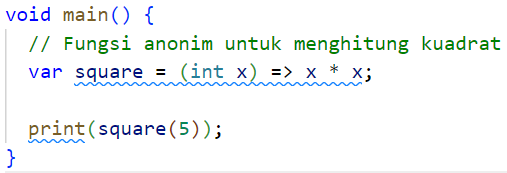 void main() {
  // Fungsi anonim untuk menghitung kuadrat
  var square = (int x) => x * x;
  print(square(5));
}